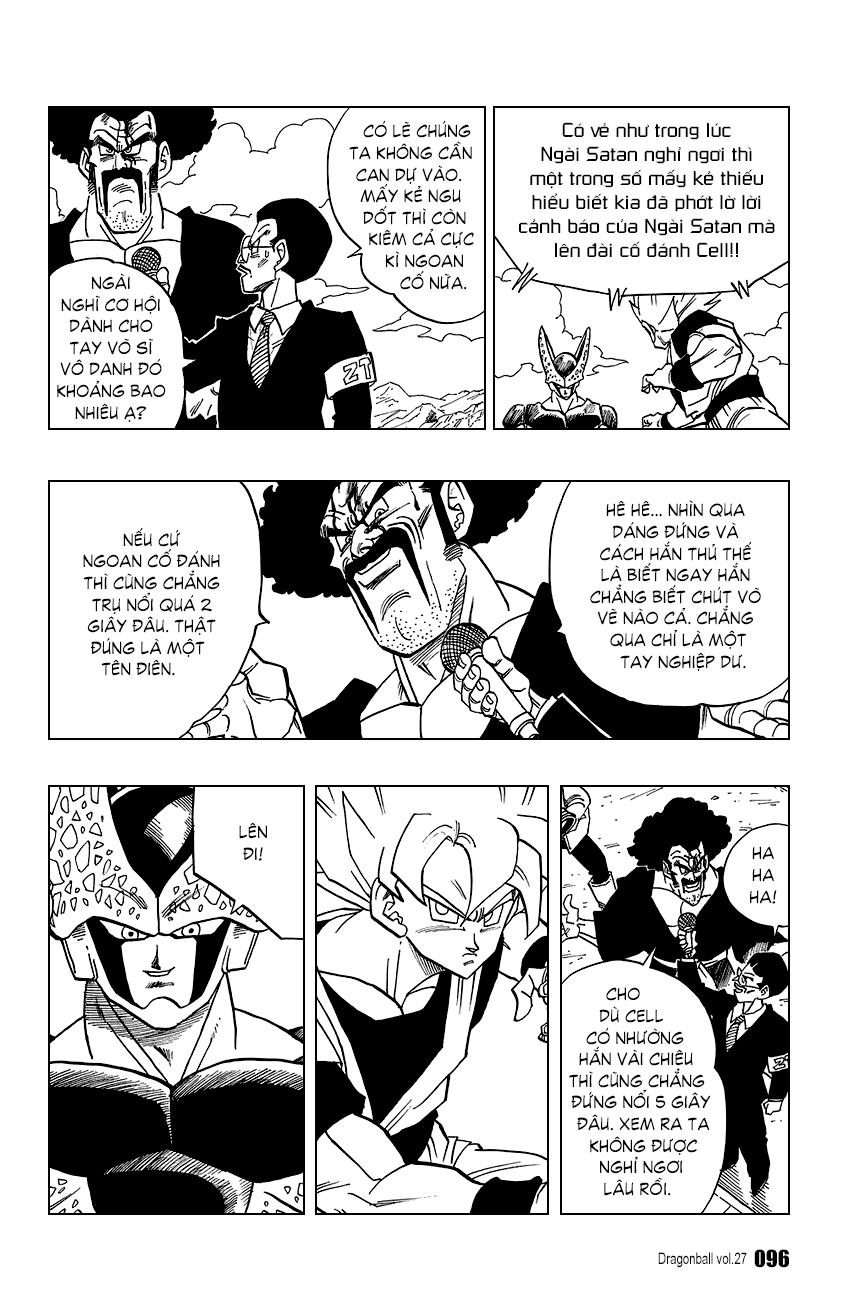 Có vẻ như trong lúc
Ngài Satan nghỉ ngơi thì
một trong số mấy kẻ thiếu
hiểu biết kia đã phớt lờ lời
cảnh báo của Ngài Satan mà
lên đài cố đánh Cell!!
CÓ LẼ CHÚNG
TA KHÔNG CẦN
CAN DỰ VÀO.
MẤY KẺ NGU
DỐT THÌ CÒN
KIÊM CẢ CỰC
KÌ NGOAN
CỐ NỮA.
NGÀI
NGHĨ CƠ HỘI
DÀNH CHO
TAY VÕ SĨ
VÔ DANH ĐÓ
KHOẢNG BAO
NHIÊU Ạ?
ZT
HÊ HÊ... NHÌN QUA
DÁNG ĐỨNG VÀ
CÁCH HẮN THỦ THẾ
LÀ BIẾT NGAY HẮN
CHẲNG BIẾT CHÚT VÕ
VẼ NÀO CẢ. CHẲNG
QUA CHỈ LÀ MỘT
TAY NGHIỆP DƯ.
NẾU CỨ
NGOAN CỐ ĐÁNH
THÌ CŨNG CHẲNG
TRỤ NỔI QUÁ 2
GIÂY ĐÂU. THẬT
ĐÚNG LÀ MỘT
TÊN ĐIÊN.
HA
HA
HA!
CHO
DÙ CELL
CÓ NHƯỜNG
HẮN VÀI CHIÊU
THÌ CŨNG CHẲNG
ĐỨNG NỔI 5 GIÂY
ĐÂU. XEM RA TA
KHÔNG ĐƯỢC
NGHỈ NGƠI
LÂU RỒI.
LÊN
ĐI!
Dragonball vol.27 096